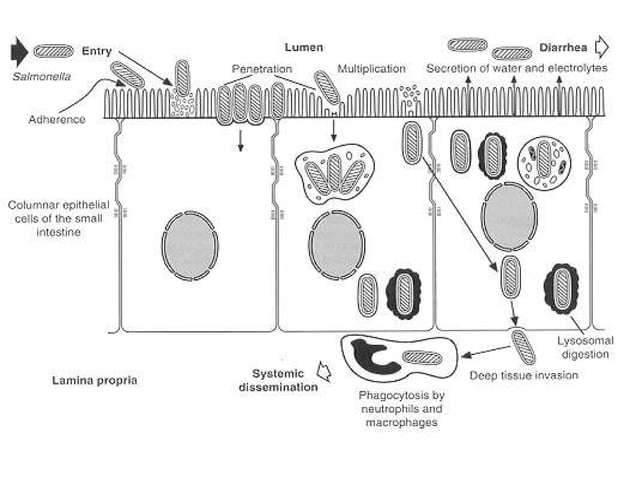 Entry
Lumen
Diarrhea
Salmonella
Penetration
Multiplication
Secretion of water and electrolytes
Adherence
Columnar epithelial
cells of the small
intestine
Lysosomal
digestion
Lamina propria
Systemic
dissemination
Deep tissue invasion
Phagocytosis by
neutrophils and
macrophages